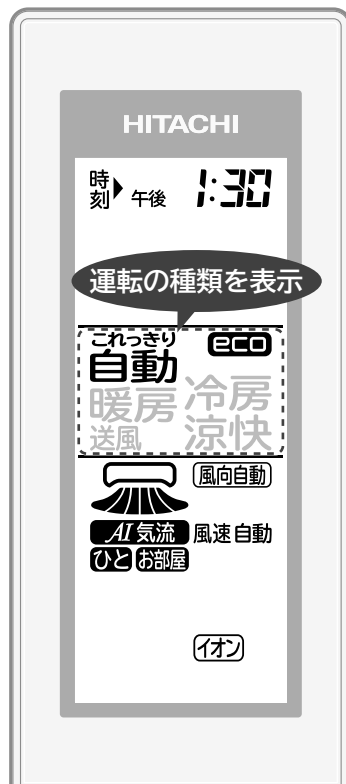 HITACHI
時刻▶ 午後 1:30
運転の種類を表示
これっきり eco
自動
暖房 冷房
送風 涼快
風向自動
AI 気流 風速自動
ひと お部屋
イオン